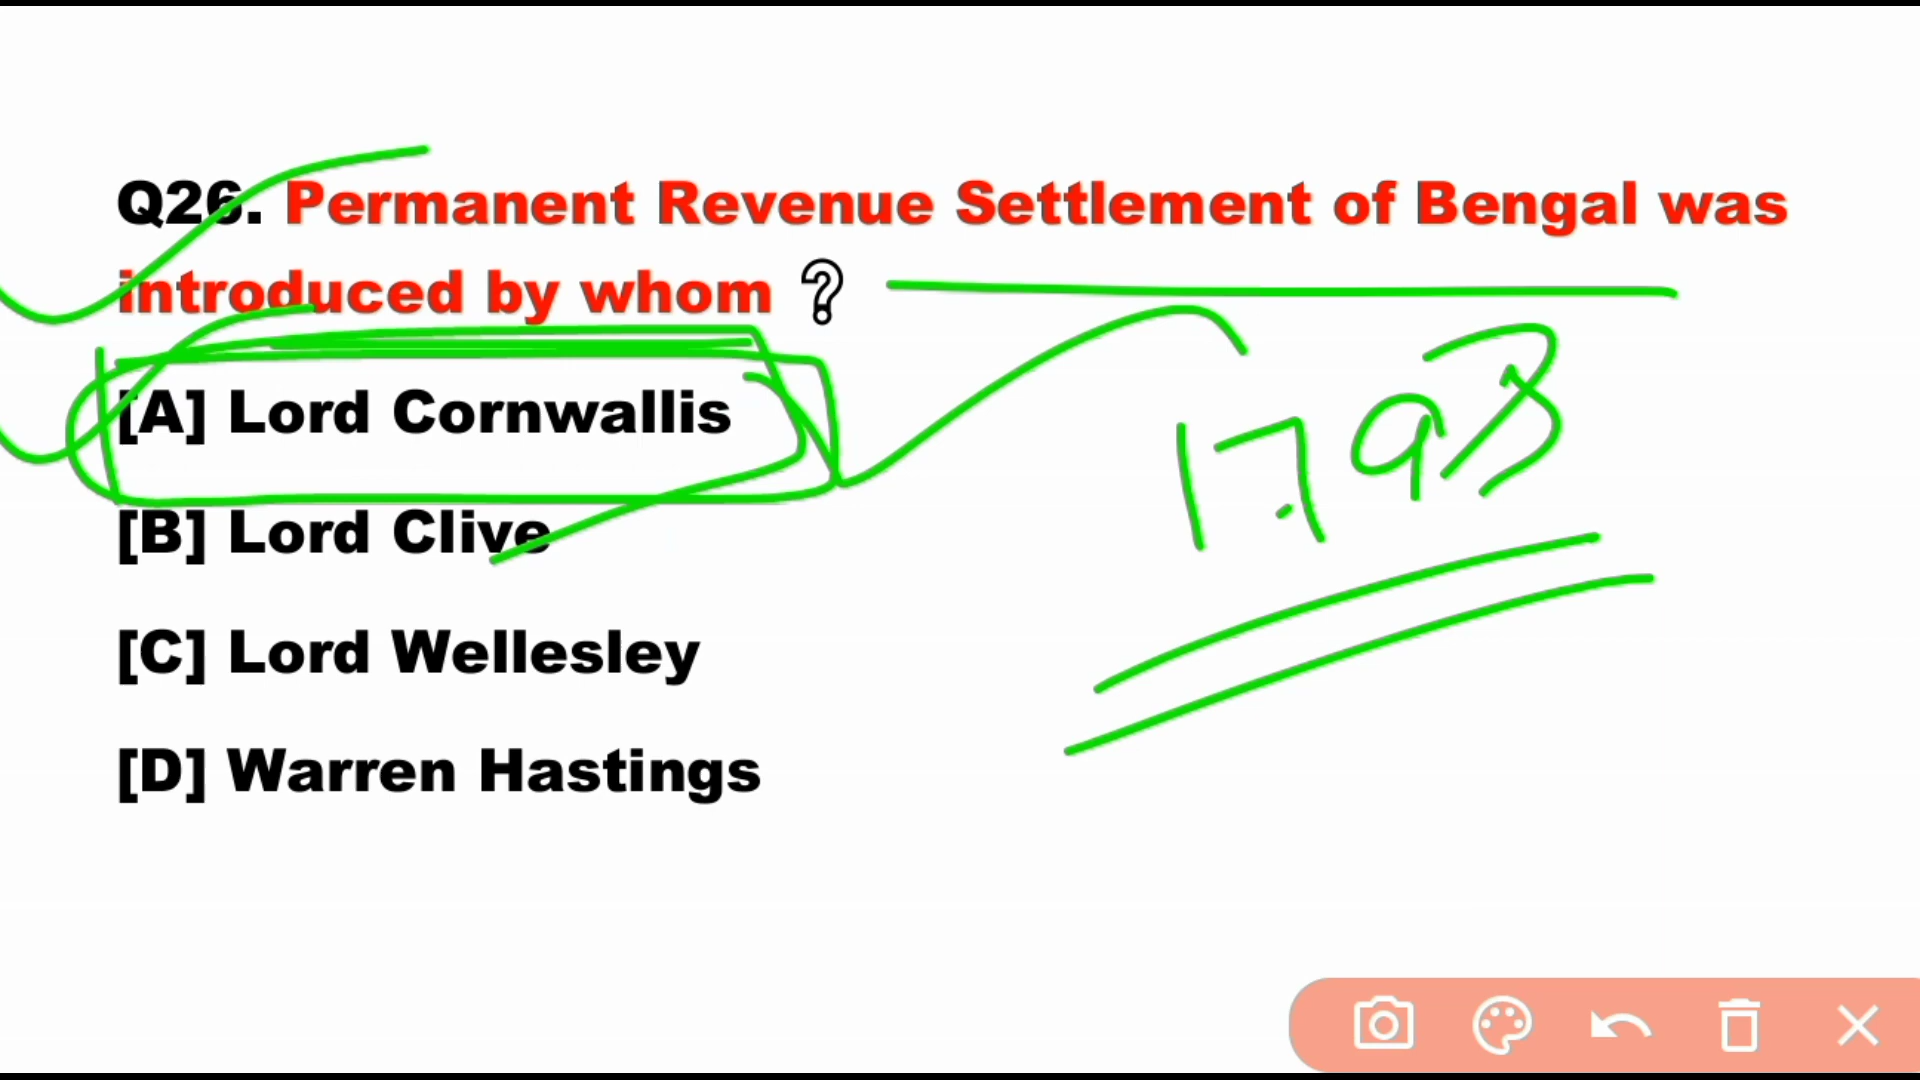 Q26. Permanent Revenue Settlement of Bengal was
introduced by whom ?
[A] Lord Cornwallis
1793
[B] Lord Clive
[C] Lord Wellesley
[D] Warren Hastings